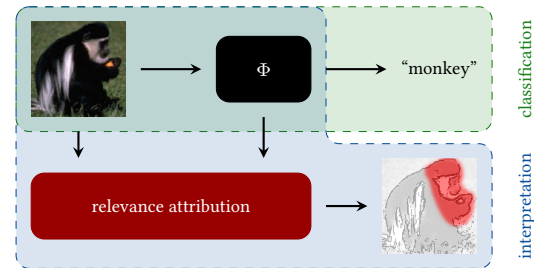 Φ
“monkey”
classification
relevance attribution
interpretation